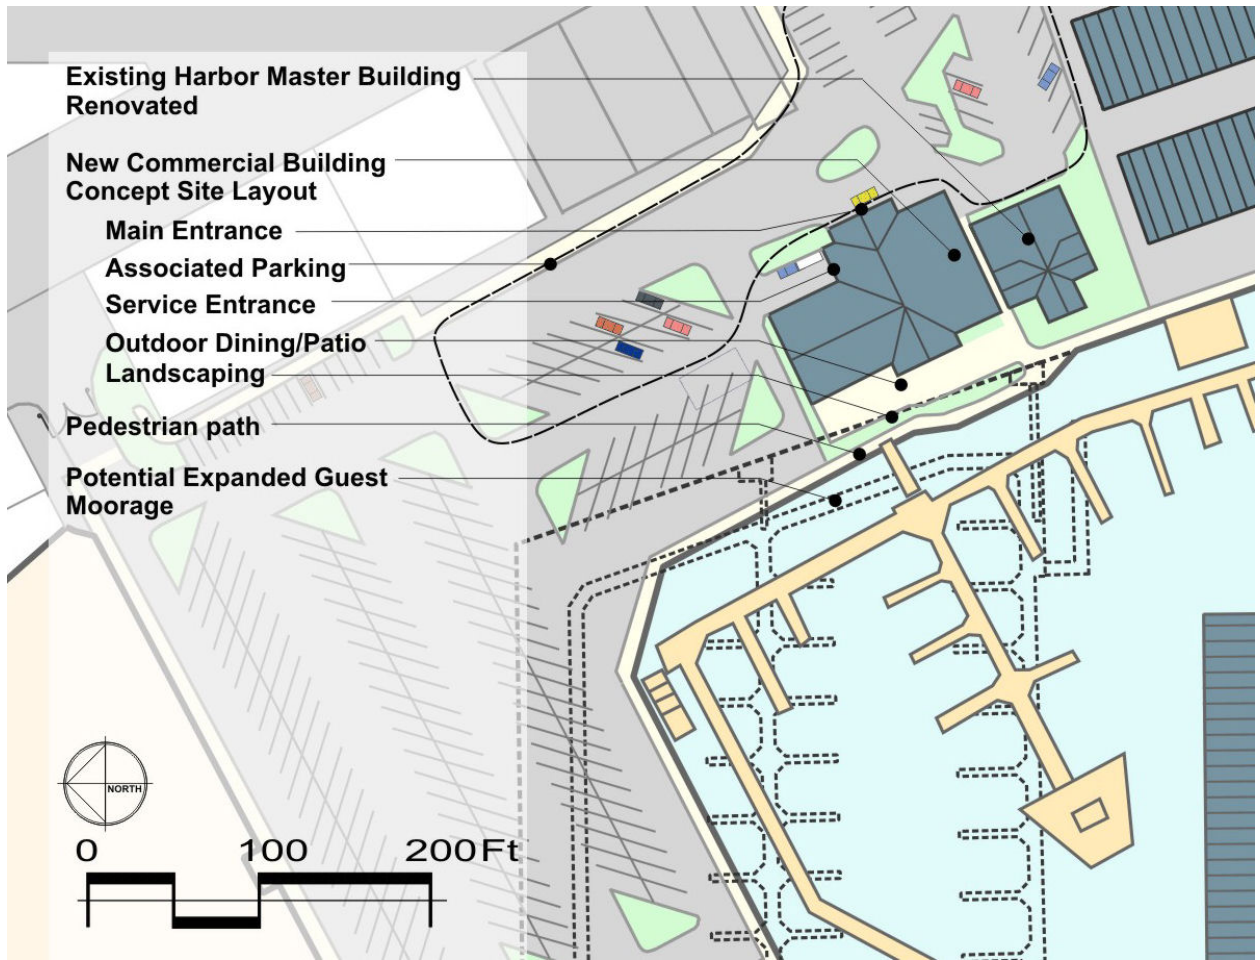 Existing Harbor Master Building
Renovated
New Commercial Building
Concept Site Layout
Main Entrance
Associated Parking
Service Entrance
Outdoor Dining/Patio
Landscaping
Pedestrian path
Potential Expanded Guest
Moorage
NORTH
0 100 200Ft